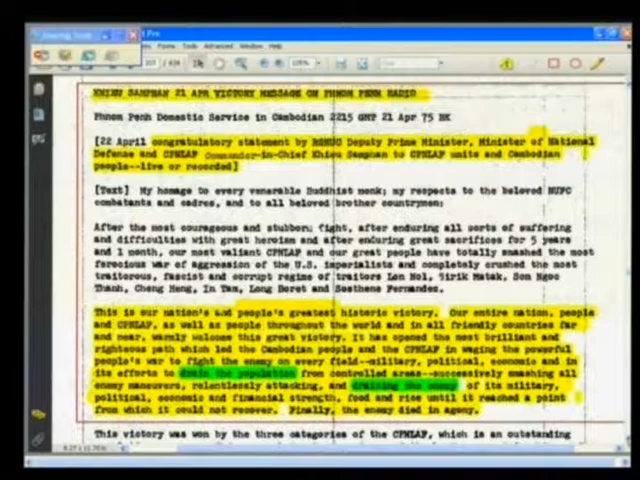 Forms Tools Advanced Window Help
KHIEU SAMPHAN 21 APR VICTORY MESSAGE ON PHNOM PENH RADIO
Phnom Penh Domestic Service in Cambodian 2215 GMT 21 Apr 75 BK
[22 April congratulatory statement by RGNUC Deputy Prime Minister, Minister of National
Defense and CPNLAF Commander-in-Chief Khieu Samphan to CPNLAF units and Cambodian
people--live or recorded]
[Text] My homage to every venerable Buddhist monk; my respects to the beloved NUFC
combatants and cadres, and to all beloved brother countrymen:
After the most courageous and stubborn fight, after enduring all sorts of suffering
and difficulties with great heroism and after enduring great sacrifices for 5 years
and 1 month, our most valiant CPNLAF and our great people have totally smashed the most
ferocious war of aggression of the U.S. imperialists and completely crushed the most
traitorous, fascist and corrupt regime of traitors Lon Nol, Sirik Matak, Son Ngoc
Thanh, Cheng Heng, In Tam, Long Boret and Sosthene Fernandez.
This is our nation's and people's greatest historic victory. Our entire nation, people
and CPNLAF, as well as people throughout the world and in all friendly countries far
and near, warmly welcome this great victory. It has opened the most brilliant and
righteous path which led the Cambodian people and the CPNLAF in waging the powerful
people's war to fight the enemy on every field--military, political, economic and in
its efforts to drain the population from controlled areas--successively smashing all
enemy maneuvers, relentlessly attacking, and draining the enemy of its military,
political, economic and financial strength, food and rice until it reached a point
from which it could not recover. Finally, the enemy died in agony.
This victory was won by the three categories of the CPNLAF, which is an outstanding